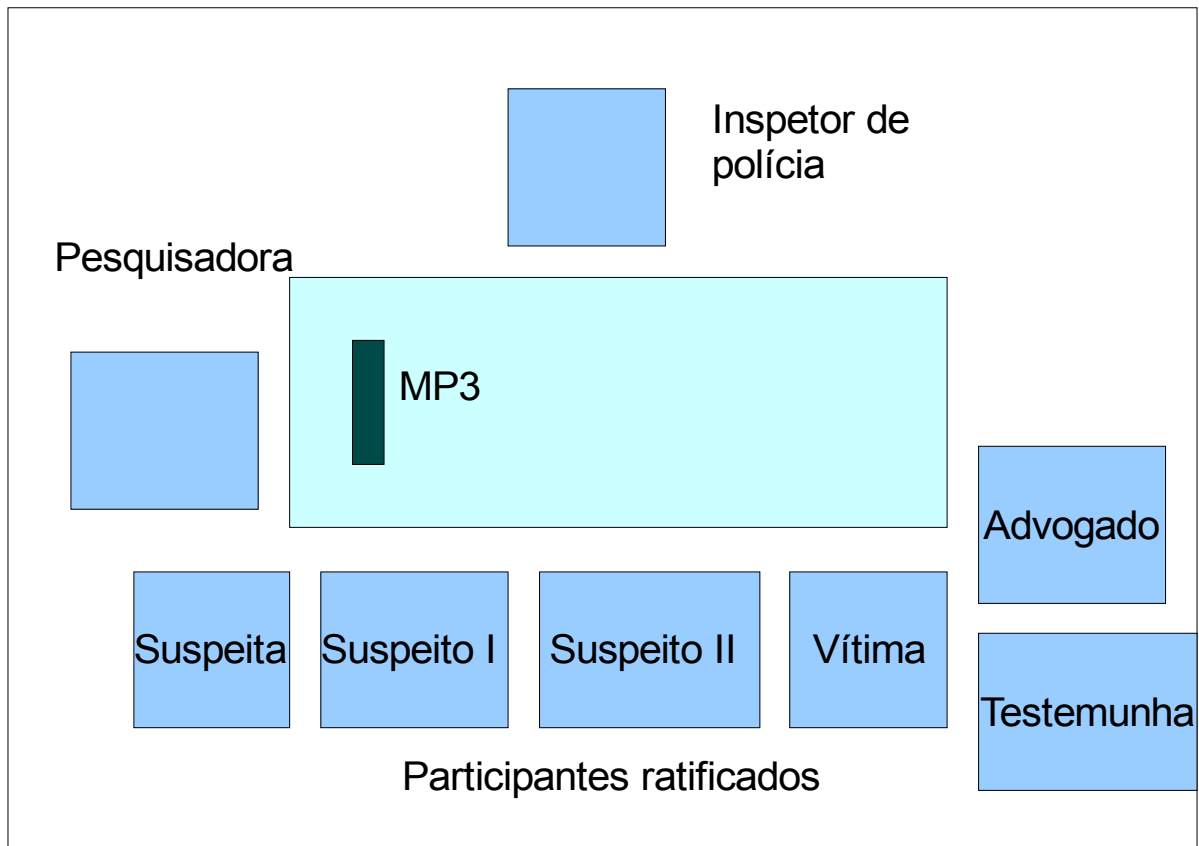 Inspetor de
polícia
Pesquisadora
MP3
Advogado
Suspeita
Suspeito I
Suspeito II
Vítima
Testemunha
Participantes ratificados